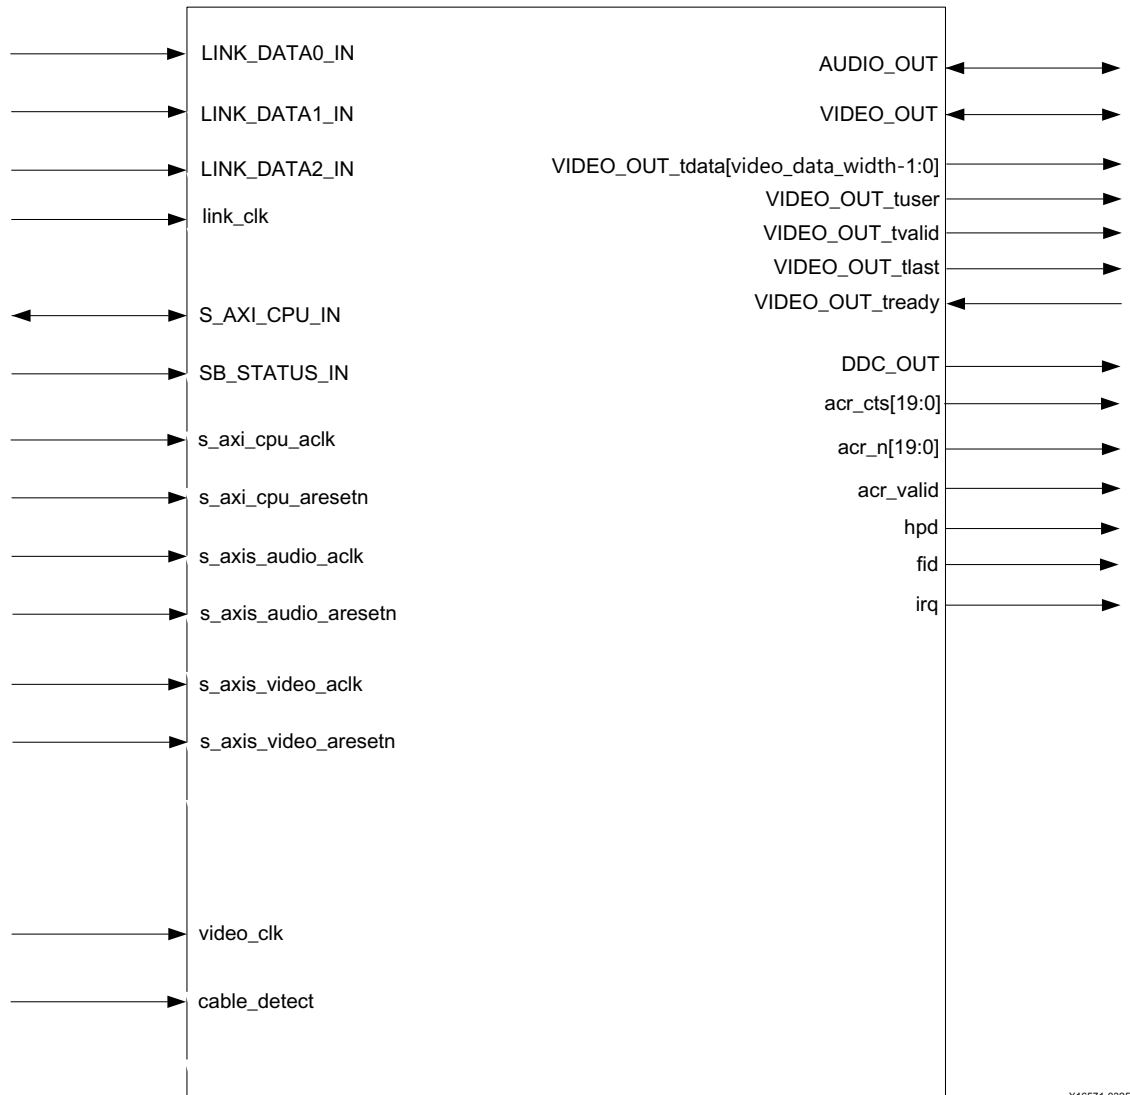 LINK_DATA0_IN
LINK_DATA1_IN
LINK_DATA2_IN
link_clk
S_AXI_CPU_IN
SB_STATUS_IN
s_axi_cpu_aclk
s_axi_cpu_aresetn
s_axis_audio_aclk
s_axis_audio_aresetn
s_axis_video_aclk
s_axis_video_aresetn
video_clk
cable_detect
AUDIO_OUT
VIDEO_OUT
VIDEO_OUT_tdata[video_data_width-1:0]
VIDEO_OUT_tuser
VIDEO_OUT_tvalid
VIDEO_OUT_tlast
VIDEO_OUT_tready
DDC_OUT
acr_cts[19:0]
acr_n[19:0]
acr_valid
hpd
fid
irq